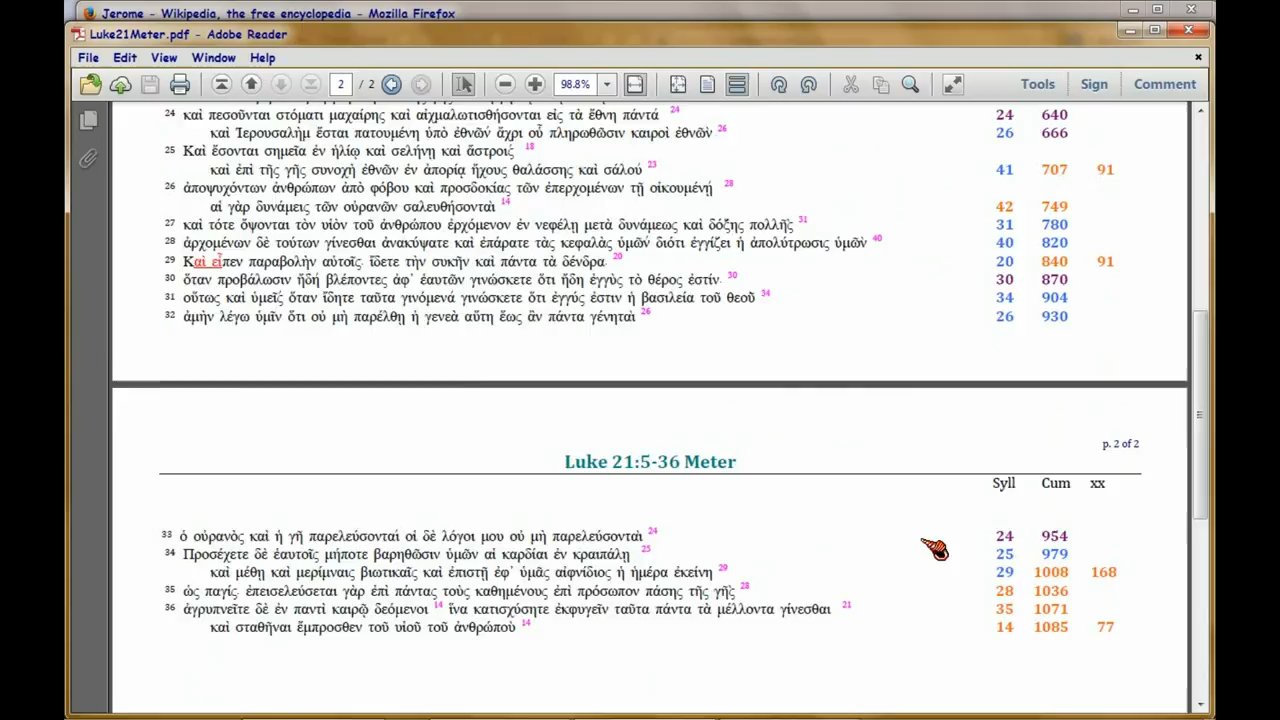 Jerome - Wikipedia, the free encyclopedia - Mozilla Firefox
Luke21Meter.pdf - Adobe Reader
File Edit View Window Help
2 / 2 98.8% Tools Sign Comment
24 καὶ πεσοῦνται στόματι μαχαίρης καὶ αἰχμαλωτισθήσονται εἰς τὰ ἔθνη πάντά 24 24 640
καὶ Ἰερουσαλὴμ ἔσται πατουμένη ὑπὸ ἐθνῶν ἄχρι οὗ πληρωθῶσιν καιροὶ ἐθνῶν 26 26 666
25 Καὶ ἔσονται σημεῖα ἐν ἡλίῳ καὶ σελήνῃ καὶ ἄστροις 18
καὶ ἐπὶ τῆς γῆς συνοχὴ ἐθνῶν ἐν ἀπορίᾳ ἤχους θαλάσσης καὶ σάλού 23 41 707 91
26 ἀποψυχόντων ἀνθρώπων ἀπὸ φόβου καὶ προσδοκίας τῶν ἐπερχομένων τῇ οἰκουμένῃ 28
αἱ γὰρ δυνάμεις τῶν οὐρανῶν σαλευθήσονταὶ 14 42 749
27 καὶ τότε ὄψονται τὸν υἱὸν τοῦ ἀνθρώπου ἐρχόμενον ἐν νεφέλῃ μετὰ δυνάμεως καὶ δόξης πολλῆς 31 31 780
28 ἀρχομένων δὲ τούτων γίνεσθαι ἀνακύψατε καὶ ἐπάρατε τὰς κεφαλὰς ὑμῶν διότι ἐγγίζει ἡ ἀπολύτρωσις ὑμῶν 40 40 820
29 Καὶ εἶπεν παραβολὴν αὐτοῖς· ἴδετε τὴν συκῆν καὶ πάντα τὰ δένδρα· 20 20 840 91
30 ὅταν προβάλωσιν ἤδή βλέποντες ἀφ᾽ ἑαυτῶν γινώσκετε ὅτι ἤδη ἐγγὺς τὸ θέρος ἐστίν· 30 30 870
31 οὕτως καὶ ὑμεῖς ὅταν ἴδητε ταῦτα γινόμενά γινώσκετε ὅτι ἐγγύς ἐστιν ἡ βασιλεία τοῦ θεοῦ 34 34 904
32 ἀμὴν λέγω ὑμῖν ὅτι οὐ μὴ παρέλθῃ ἡ γενεὰ αὕτη ἕως ἂν πάντα γένηταὶ 26 26 930
p. 2 of 2
Luke 21:5-36 Meter
Syll Cum xx
33 ὁ οὐρανὸς καὶ ἡ γῆ παρελεύσονταί οἱ δὲ λόγοι μου οὐ μὴ παρελεύσονταὶ 24 24 954
34 Προσέχετε δὲ ἑαυτοῖς μήποτε βαρηθῶσιν ὑμῶν αἱ καρδίαι ἐν κραιπάλῃ 25 25 979
καὶ μέθῃ καὶ μερίμναις βιωτικαῖς καὶ ἐπιστῇ ἐφ᾽ ὑμᾶς αἰφνίδιος ἡ ἡμέρα ἐκείνη 29 29 1008 168
35 ὡς παγίς· ἐπεισελεύσεται γὰρ ἐπὶ πάντας τοὺς καθημένους ἐπὶ πρόσωπον πάσης τῆς γῆς 28 28 1036
36 ἀγρυπνεῖτε δὲ ἐν παντὶ καιρῷ δεόμενοι 14 ἵνα κατισχύσητε ἐκφυγεῖν ταῦτα πάντα τὰ μέλλοντα γίνεσθαι 21 35 1071
καὶ σταθῆναι ἔμπροσθεν τοῦ υἱοῦ τοῦ ἀνθρώπού 14 14 1085 77